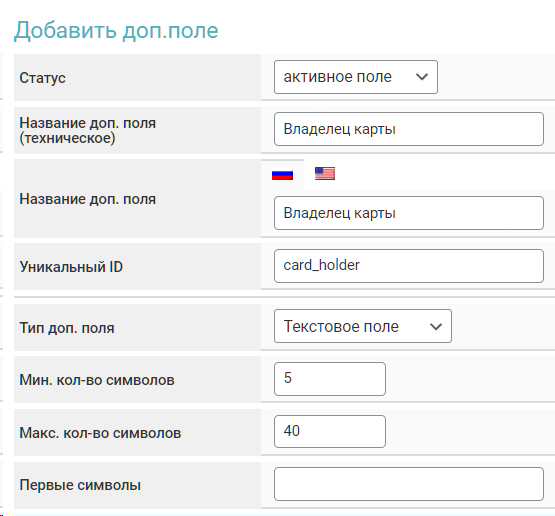 Добавить доп.поле
Статус
активное поле
Название доп. поля
(техническое)
Владелец карты
Название доп. поля
Владелец карты
Уникальный ID
card_holder
Тип доп. поля
Текстовое поле
Мин. кол-во символов
5
Макс. кол-во символов
40
Первые символы